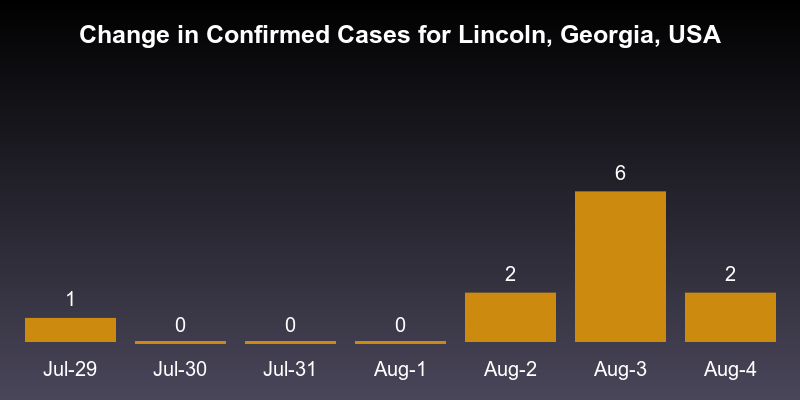 Change in Confirmed Cases for Lincoln, Georgia, USA
1
0
0
0
2
6
2
Jul-29
Jul-30
Jul-31
Aug-1
Aug-2
Aug-3
Aug-4